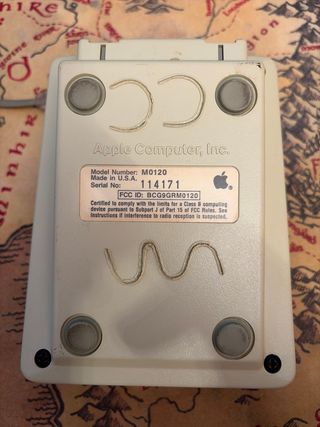 Apple Computer, Inc.
Model Number: M0120
Made in U.S.A.
Serial No: 114171
FCC ID: BCG9GRM0120
Certified to comply with the limits for a Class B computing
device pursuant to Subpart J of Part 15 of FCC Rules. See
Instructions if interference to radio reception is suspected.